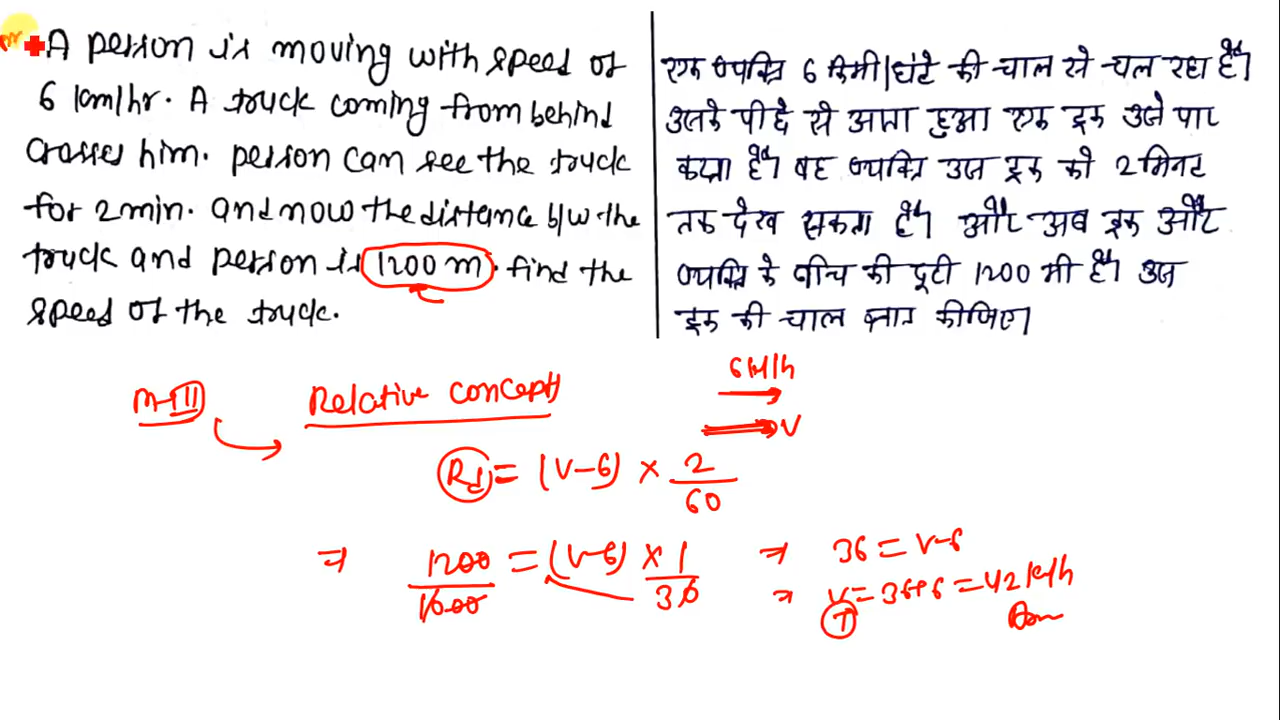 A person is moving with speed of
6 km/hr. A truck coming from behind
crosses him. person can see the truck
for 2 min. and now the distance b/w the
truck and person is 1200 m. find the
speed of the truck.
एक व्यक्ति 6 किमी/घंटे की चाल से चल रहा है।
उसके पीछे से आता हुआ एक ट्रक उसे पार
करता है। वह व्यक्ति उस ट्रक को 2 मिनट
तक देख सकता है। और अब ट्रक और
व्यक्ति के बीच की दूरी 1200 मी है। उस
ट्रक की चाल ज्ञात कीजिए।
M-III
Relative concept
6 km/h
V
Rd = (V-6) × 2/60
⇒ 1200/1000 = (V-6) × 1/30
⇒ 36 = V-6
⇒ V = 36+6 = 42 km/h
T
Ans